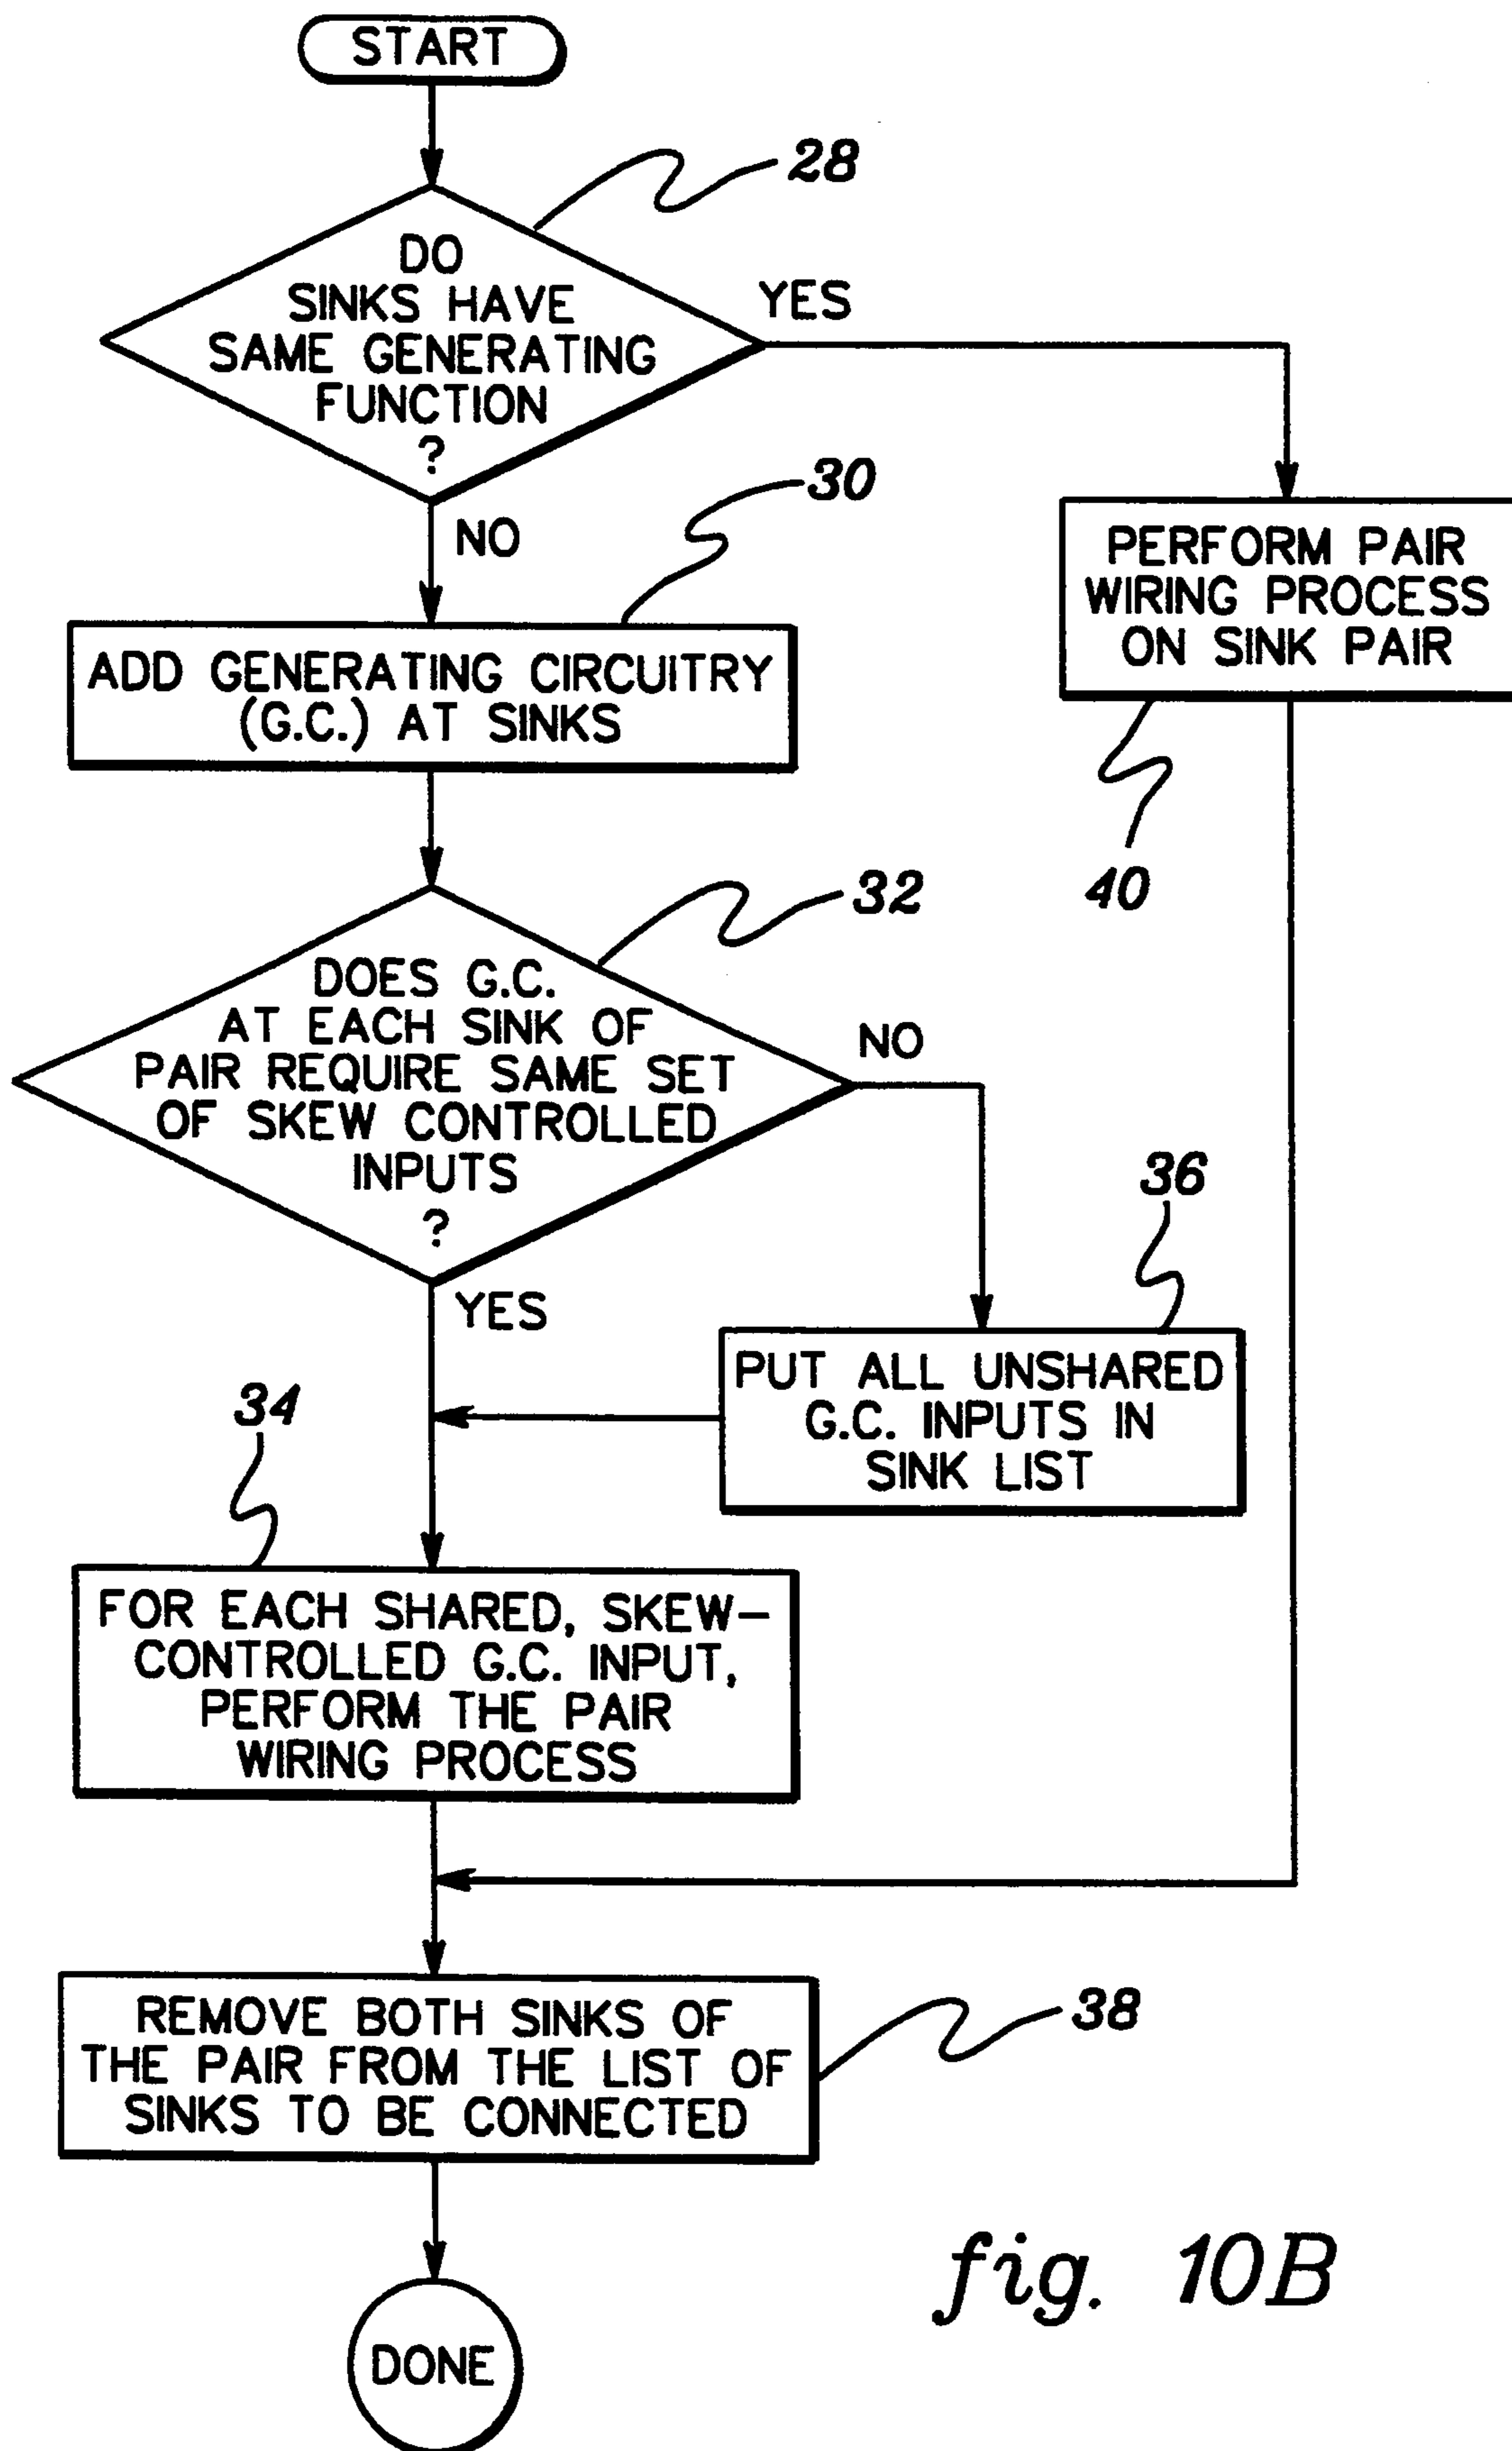 START
28
DO
SINKS HAVE
SAME GENERATING
FUNCTION
?
YES
NO
30
ADD GENERATING CIRCUITRY
(G.C.) AT SINKS
PERFORM PAIR
WIRING PROCESS
ON SINK PAIR
40
32
DOES G.C.
AT EACH SINK OF
PAIR REQUIRE SAME SET
OF SKEW CONTROLLED
INPUTS
?
NO
YES
36
PUT ALL UNSHARED
G.C. INPUTS IN
SINK LIST
34
FOR EACH SHARED, SKEW-
CONTROLLED G.C. INPUT,
PERFORM THE PAIR
WIRING PROCESS
REMOVE BOTH SINKS OF
THE PAIR FROM THE LIST OF
SINKS TO BE CONNECTED
38
DONE
fig. 10B